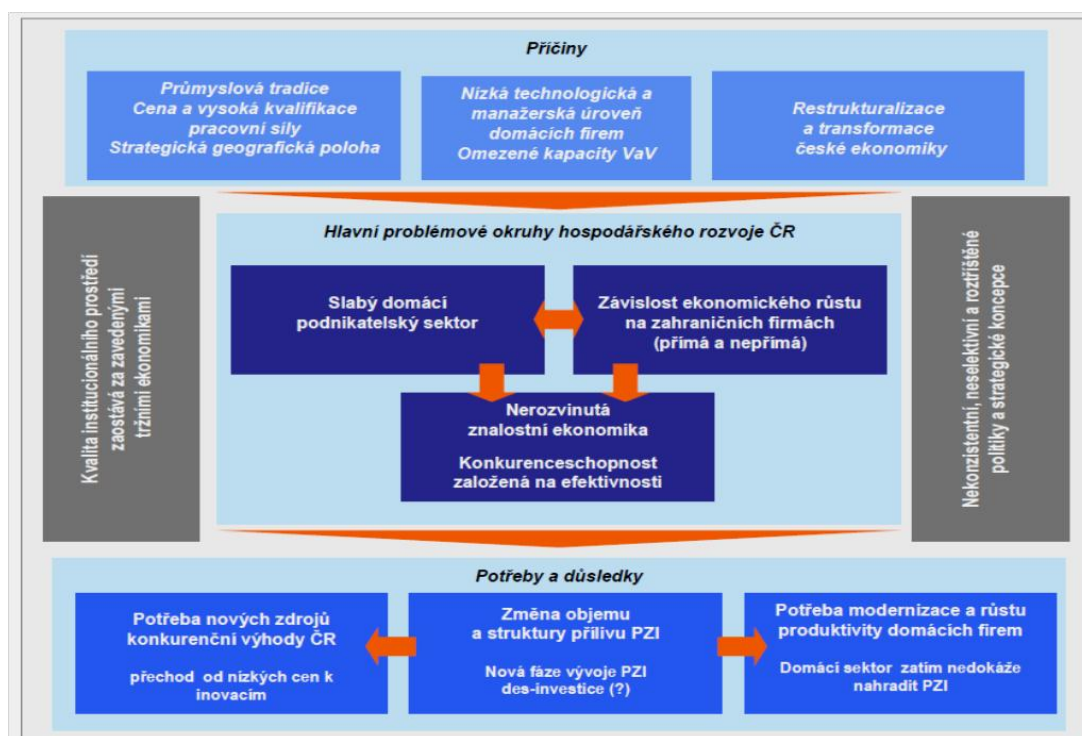 Příčiny
Průmyslová tradice
Cena a vysoká kvalifikace
pracovní síly
Strategická geografická poloha
Nízká technologická a
manažerská úroveň
domácích firem
Omezené kapacity VaV
Restrukturalizace
a transformace
české ekonomiky
Kvalita institucionálního prostředí
zaostává za zavedenými
tržními ekonomikami
Hlavní problémové okruhy hospodářského rozvoje ČR
Slabý domácí
podnikatelský sektor
Závislost ekonomického růstu
na zahraničních firmách
(přímá a nepřímá)
Nerozvinutá
znalostní ekonomika
Konkurenceschopnost
založená na efektivnosti
Nekonzistentní, neselektivní a roztříštěné
politiky a strategické koncepce
Potřeby a důsledky
Potřeba nových zdrojů
konkurenční výhody ČR
přechod od nízkých cen k
inovacím
Změna objemu
a struktury přílivu PZI
Nová fáze vývoje PZI
des-investice (?)
Potřeba modernizace a růstu
produktivity domácích firem
Domácí sektor zatím nedokáže
nahradit PZI